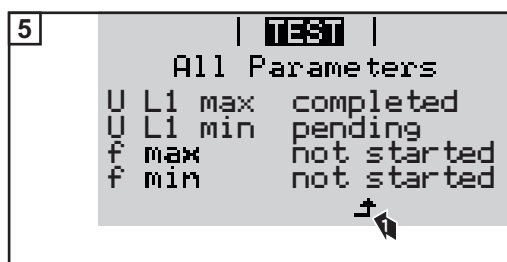 5
| TEST |
All Parameters
U L1 max completed
U L1 min pending
f max not started
f min not started
1